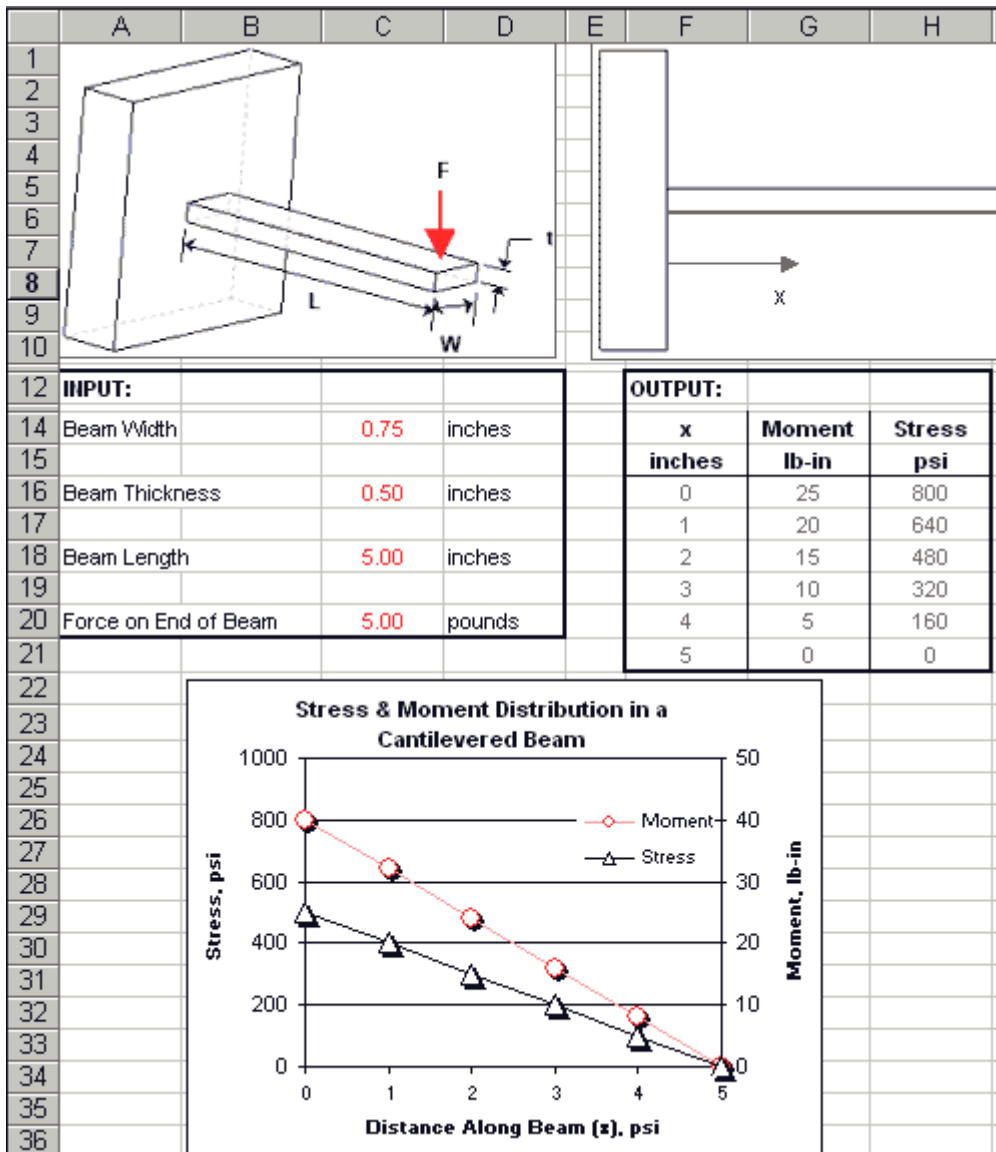 A B C D E F G H
1
2
3
4
5
6
7
8
9
10
F
t
L
W
x
12 INPUT: OUTPUT:
14 Beam Width 0.75 inches x Moment Stress
15 inches lb-in psi
16 Beam Thickness 0.50 inches 0 25 800
17 1 20 640
18 Beam Length 5.00 inches 2 15 480
19 3 10 320
20 Force on End of Beam 5.00 pounds 4 5 160
21 5 0 0
22
23
24
25
26
27
28
29
30
31
32
33
34
35
36
Stress & Moment Distribution in a
Cantilevered Beam
1000 50
800 Moment 40
Stress
600 30
400 20
200 10
0 0
Stress, psi
Moment, lb-in
0 1 2 3 4 5
Distance Along Beam (x), psi